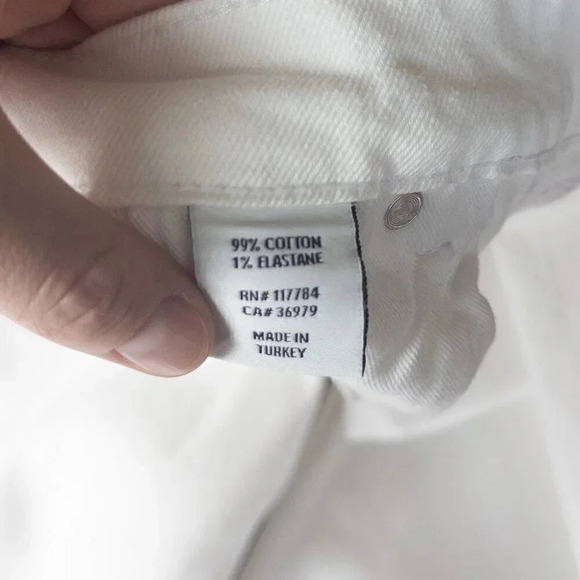 99% COTTON
1% ELASTANE
RN# 117784
CA# 36979
MADE IN
TURKEY